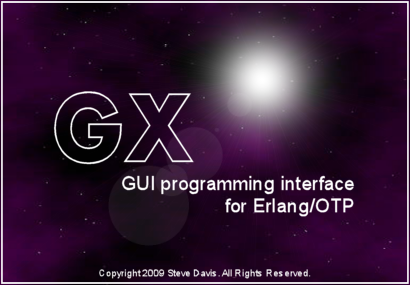 GX
GUI programming interface
for Erlang/OTP
Copyright 2009 Steve Davis. All Rights Reserved.